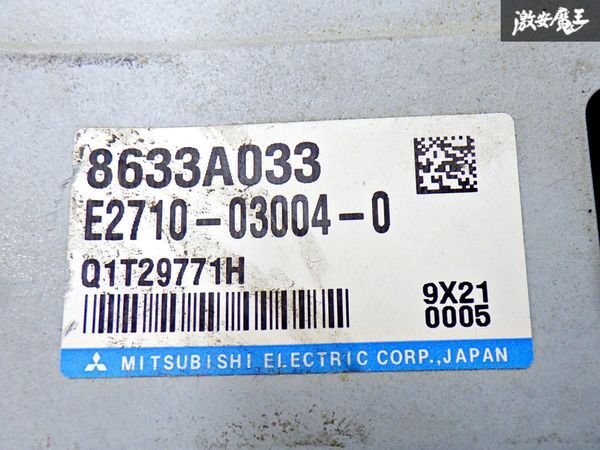 激安魔王
8633A033
E2710-03004-0
Q1T29771H
9X21
0005
MITSUBISHI ELECTRIC CORP.,JAPAN